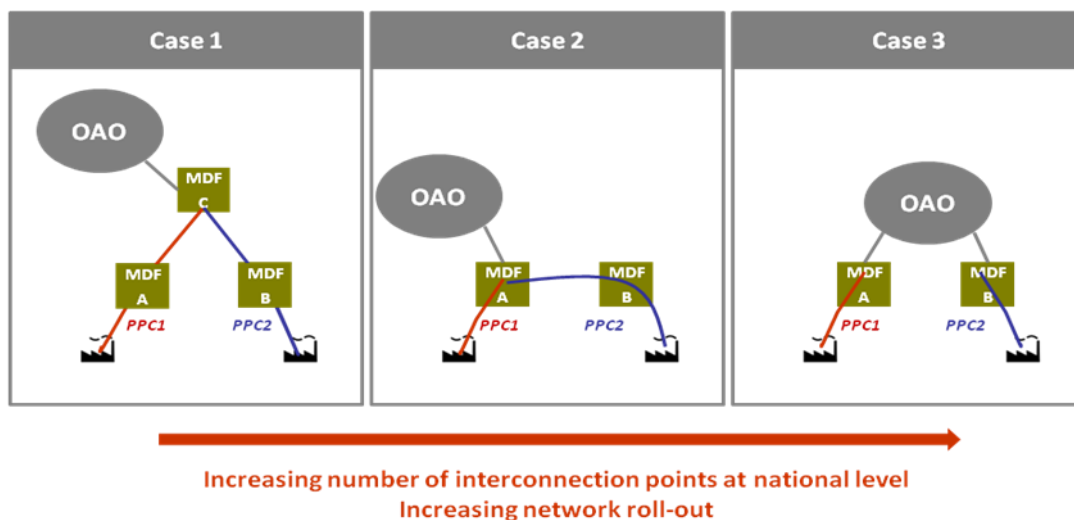 Case 1
OAO
MDF
C
MDF
A
MDF
B
PPC1
PPC2
Case 2
OAO
MDF
A
MDF
B
PPC1
PPC2
Case 3
OAO
MDF
A
MDF
B
PPC1
PPC2
Increasing number of interconnection points at national level
Increasing network roll-out